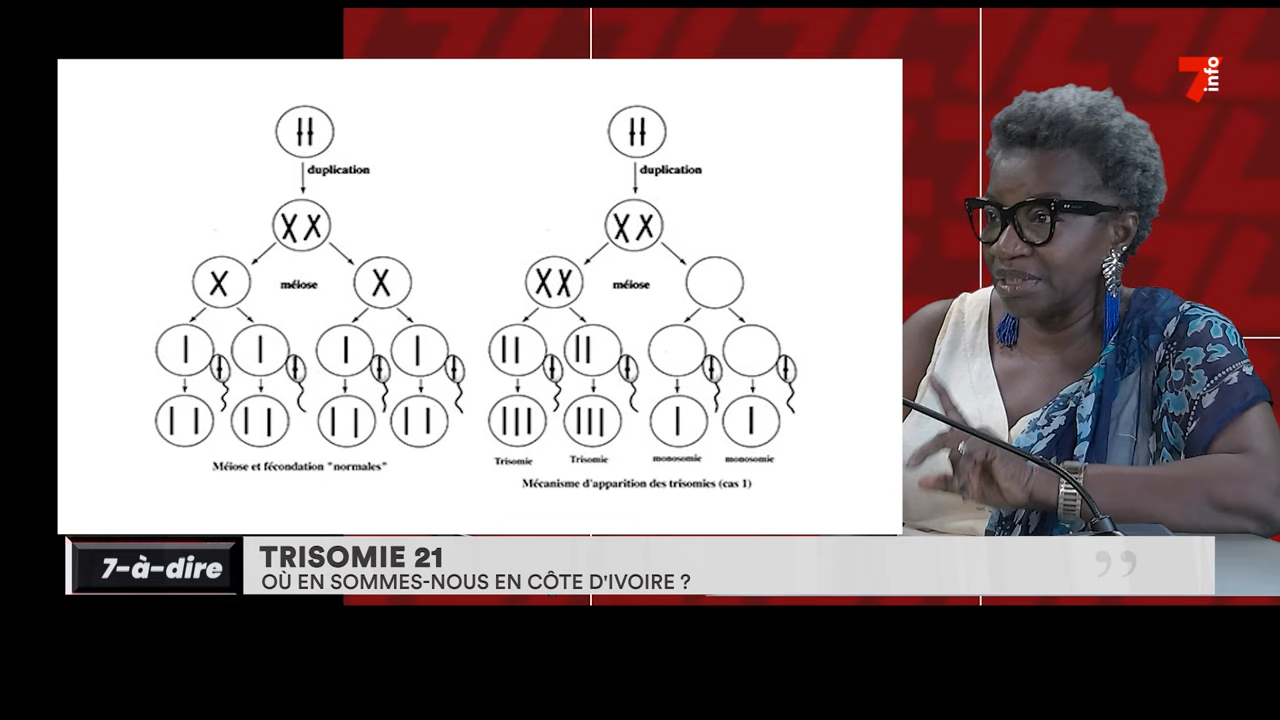 7 info
duplication
duplication
méiose
méiose
Trisomie
Trisomie
monosomie
monosomie
Méiose et fécondation "normales"
Mécanisme d'apparition des trisomies (cas 1)
7-à-dire
TRISOMIE 21
OÙ EN SOMMES-NOUS EN CÔTE D'IVOIRE ?